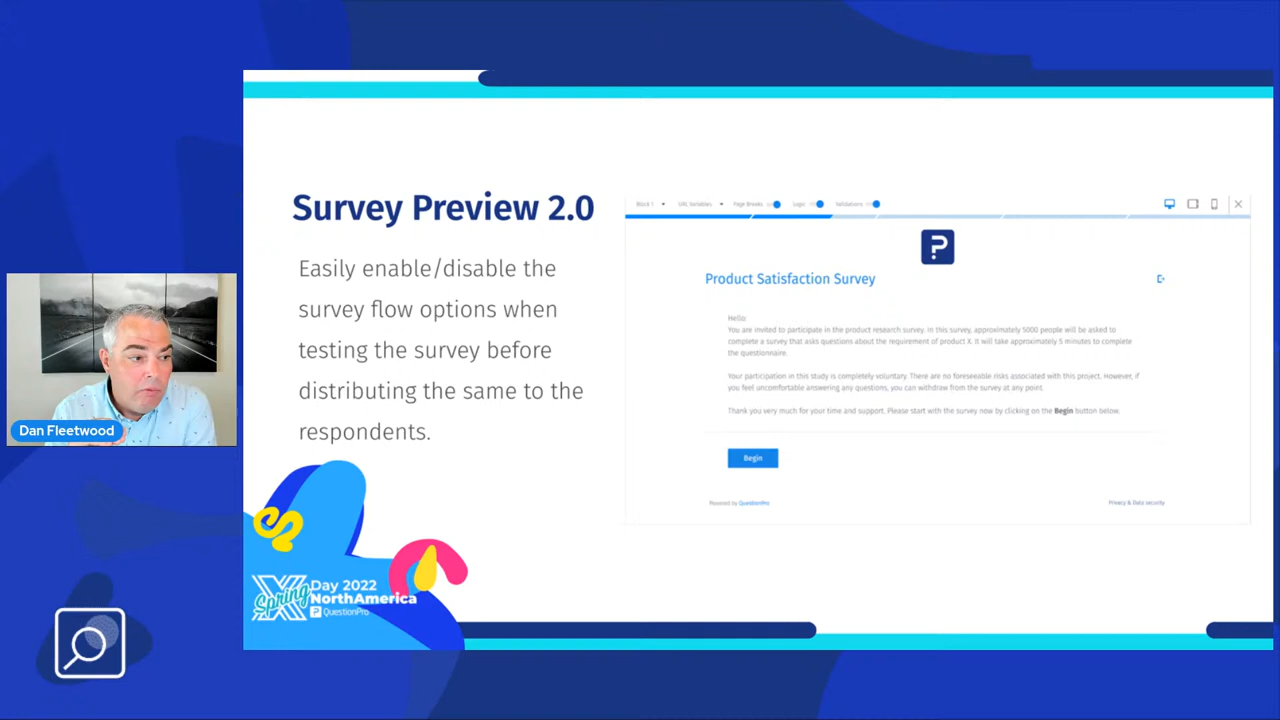 Survey Preview 2.0
Easily enable/disable the
survey flow options when
testing the survey before
distributing the same to the
respondents.
Block 1 URL Variables Page Breaks Logic Validations
Product Satisfaction Survey
Hello:
You are invited to participate in the product research survey. in this survey, approximately 5000 people will be asked to
complete a survey that asks questions about the requirement of product X. It will take approximately 5 minutes to complete
the questionnaire.
Your participation in this study is completely voluntary. There are no foreseeable risks associated with this project. However, if
you feel uncomfortable answering any questions, you can withdraw from the survey at any point.
Thank you very much for your time and support. Please start with the survey now by clicking on the Begin button below.
Begin
Powered by QuestionPro
Privacy & Data security
Dan Fleetwood
X Day 2022
Spring NorthAmerica
QuestionPro